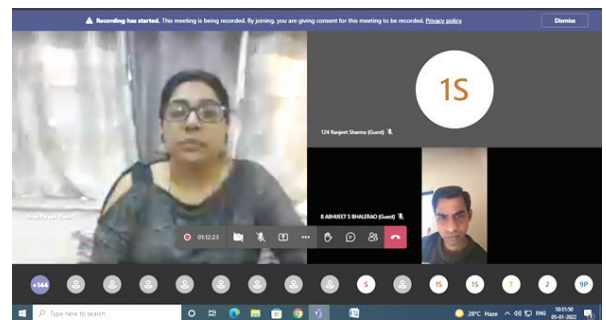 Recording has started. This meeting is being recorded. By joining, you are giving consent for this meeting to be recorded. Privacy policy
Dismiss
1S
124 Ranjeet Sharma (Guest)
8 ABHIJEET S BHALERAO (Guest)
01:12:23
+144
S
1S
1S
T
2
9P
Type here to search
28°C Haze
ENG
10:31:50
05-01-2022